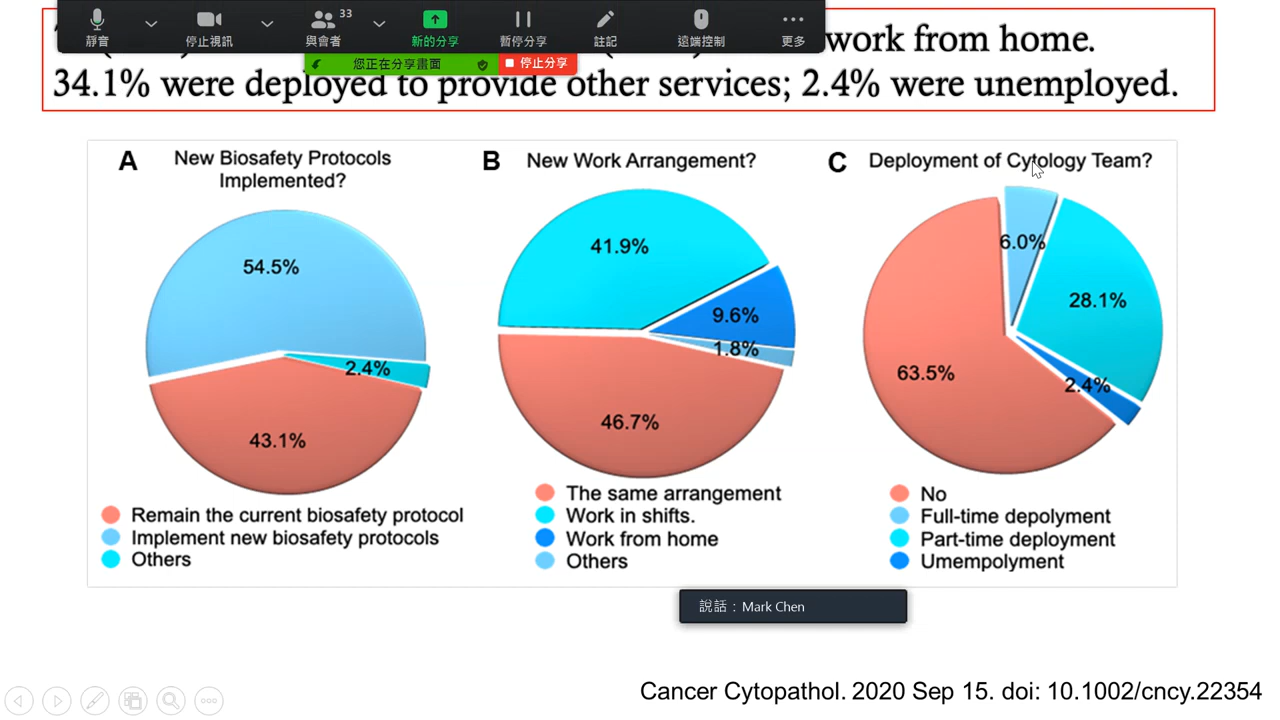 33
靜音
停止視訊
與會者
新的分享
暫停分享
註記
遠端控制
更多
您正在分享畫面
停止分享
work from home.
34.1% were deployed to provide other services; 2.4% were unemployed.
A
New Biosafety Protocols
Implemented?
54.5%
2.4%
43.1%
Remain the current biosafety protocol
Implement new biosafety protocols
Others
B
New Work Arrangement?
41.9%
9.6%
1.8%
46.7%
The same arrangement
Work in shifts.
Work from home
Others
C
Deployment of Cytology Team?
6.0%
28.1%
63.5%
2.4%
No
Full-time depolyment
Part-time deployment
Umempolyment
說話：Mark Chen
Cancer Cytopathol. 2020 Sep 15. doi: 10.1002/cncy.22354